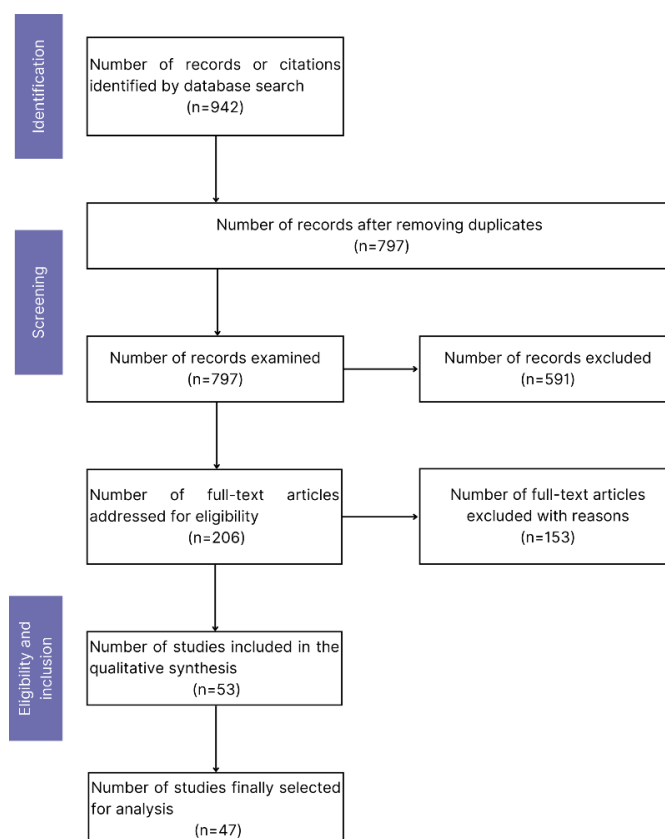 Identification
Number of records or citations
identified by database search
(n=942)
Number of records after removing duplicates
(n=797)
Screening
Number of records examined
(n=797)
Number of records excluded
(n=591)
Number of full-text articles
addressed for eligibility
(n=206)
Number of full-text articles
excluded with reasons
(n=153)
Eligibility and
inclusion
Number of studies included in the
qualitative synthesis
(n=53)
Number of studies finally selected
for analysis
(n=47)